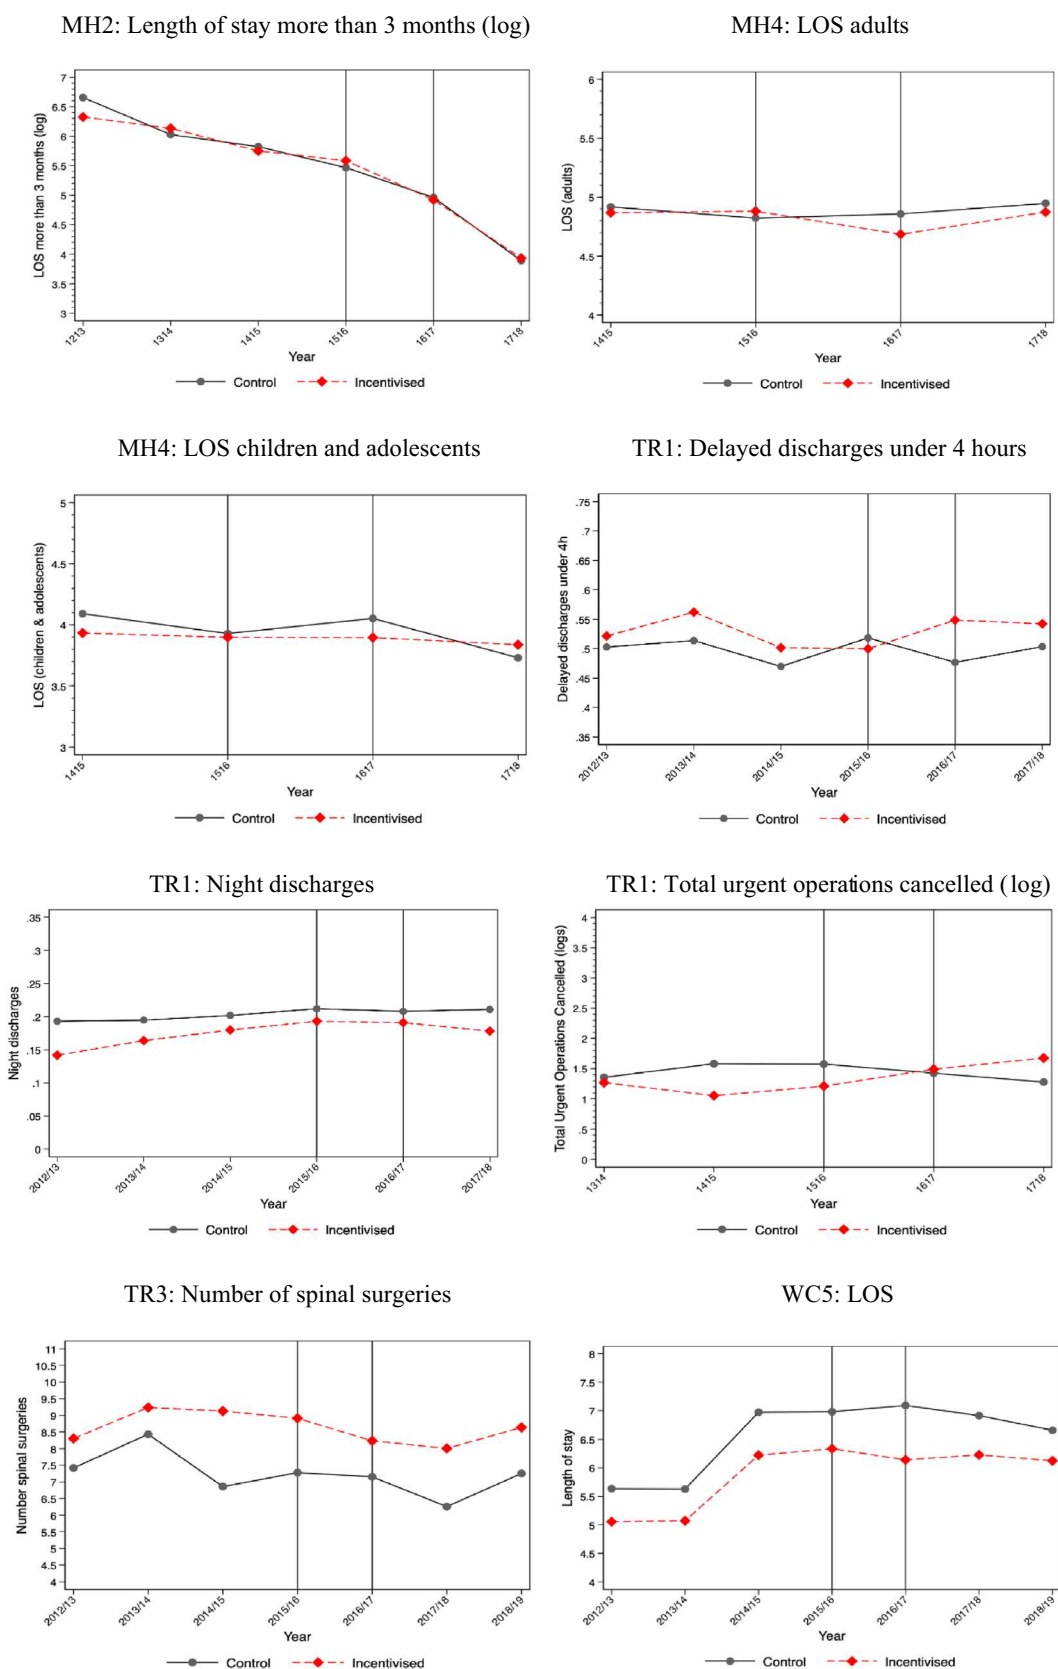 MH2: Length of stay more than 3 months (log)
LOS more than 3 months (log)
7
6.5
6
5.5
5
4.5
4
3.5
3
1213
1314
1415
1516
1617
1718
Year
Control
Incentivised
MH4: LOS adults
LOS (adults)
6
5.5
5
4.5
4
1415
1516
1617
1718
Year
Control
Incentivised
MH4: LOS children and adolescents
LOS (children & adolescents)
5
4.5
4
3.5
3
1415
1516
1617
1718
Year
Control
Incentivised
TR1: Delayed discharges under 4 hours
Delayed discharges under 4h
.75
.7
.65
.6
.55
.5
.45
.4
.35
2012/13
2013/14
2014/15
2015/16
2016/17
2017/18
Year
Control
Incentivised
TR1: Night discharges
Night discharges
.35
.3
.25
.2
.15
.1
.05
0
2012/13
2013/14
2014/15
2015/16
2016/17
2017/18
Year
Control
Incentivised
TR1: Total urgent operations cancelled (log)
Total Urgent Operations Cancelled (logs)
4
3.5
3
2.5
2
1.5
1
.5
0
1314
1415
1516
1617
1718
Year
Control
Incentivised
TR3: Number of spinal surgeries
Number spinal surgeries
11
10.5
10
9.5
9
8.5
8
7.5
7
6.5
6
5.5
5
4.5
4
2012/13
2013/14
2014/15
2015/16
2016/17
2017/18
2018/19
Year
Control
Incentivised
WC5: LOS
Length of stay
8
7.5
7
6.5
6
5.5
5
4.5
4
2012/13
2013/14
2014/15
2015/16
2016/17
2017/18
2018/19
Year
Control
Incentivised